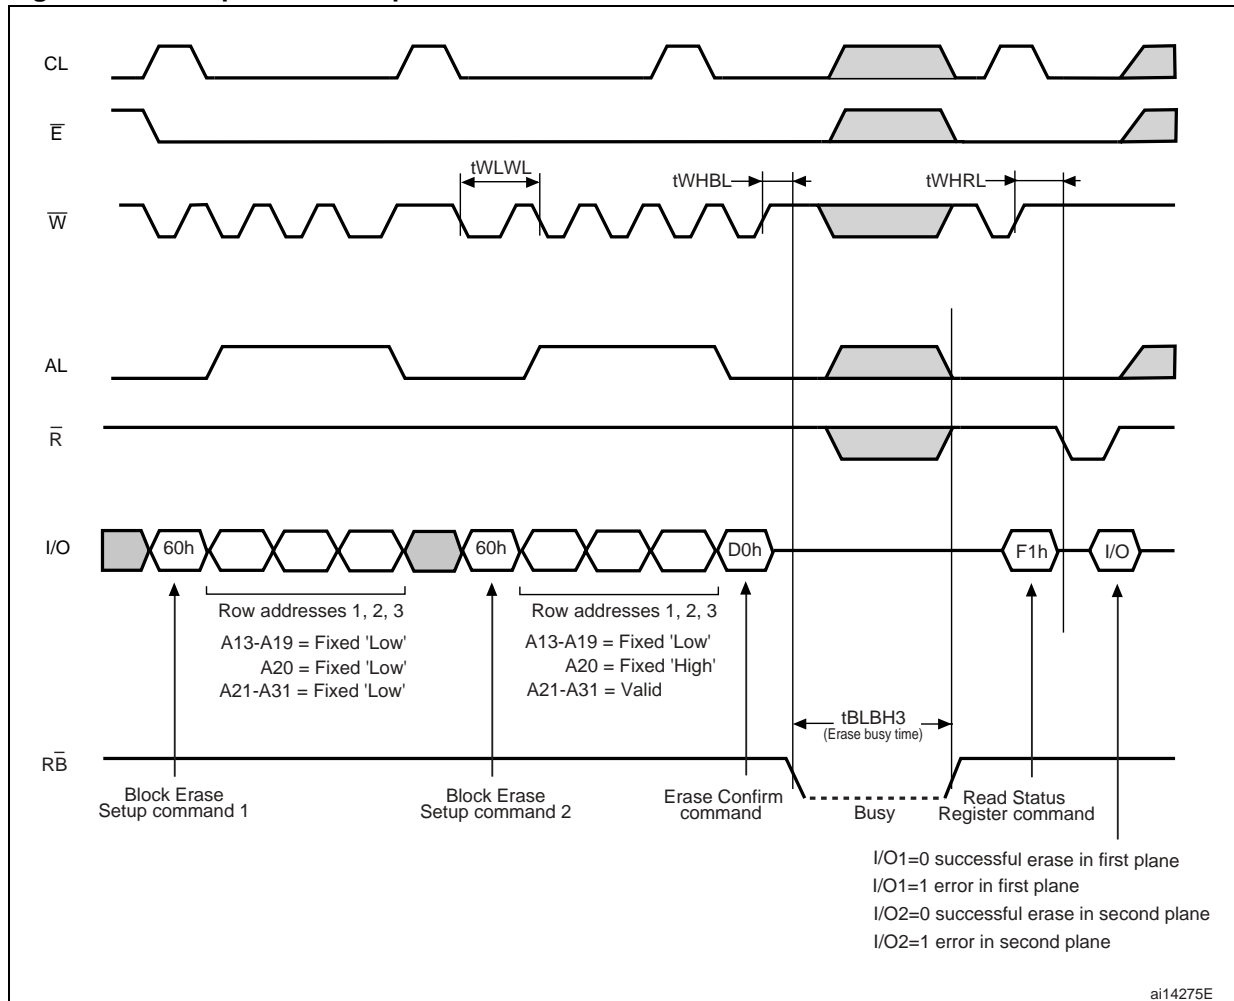 CL
E
tWLWL
tWHBL
tWHRL
W
AL
R
I/O
60h
60h
D0h
F1h
I/O
Row addresses 1, 2, 3
A13-A19 = Fixed 'Low'
A20 = Fixed 'Low'
A21-A31 = Fixed 'Low'
Row addresses 1, 2, 3
A13-A19 = Fixed 'Low'
A20 = Fixed 'High'
A21-A31 = Valid
tBLBH3
(Erase busy time)
RB
Block Erase
Setup command 1
Block Erase
Setup command 2
Erase Confirm
command
Busy
Read Status
Register command
I/O1=0 successful erase in first plane
I/O1=1 error in first plane
I/O2=0 successful erase in second plane
I/O2=1 error in second plane
ai14275E